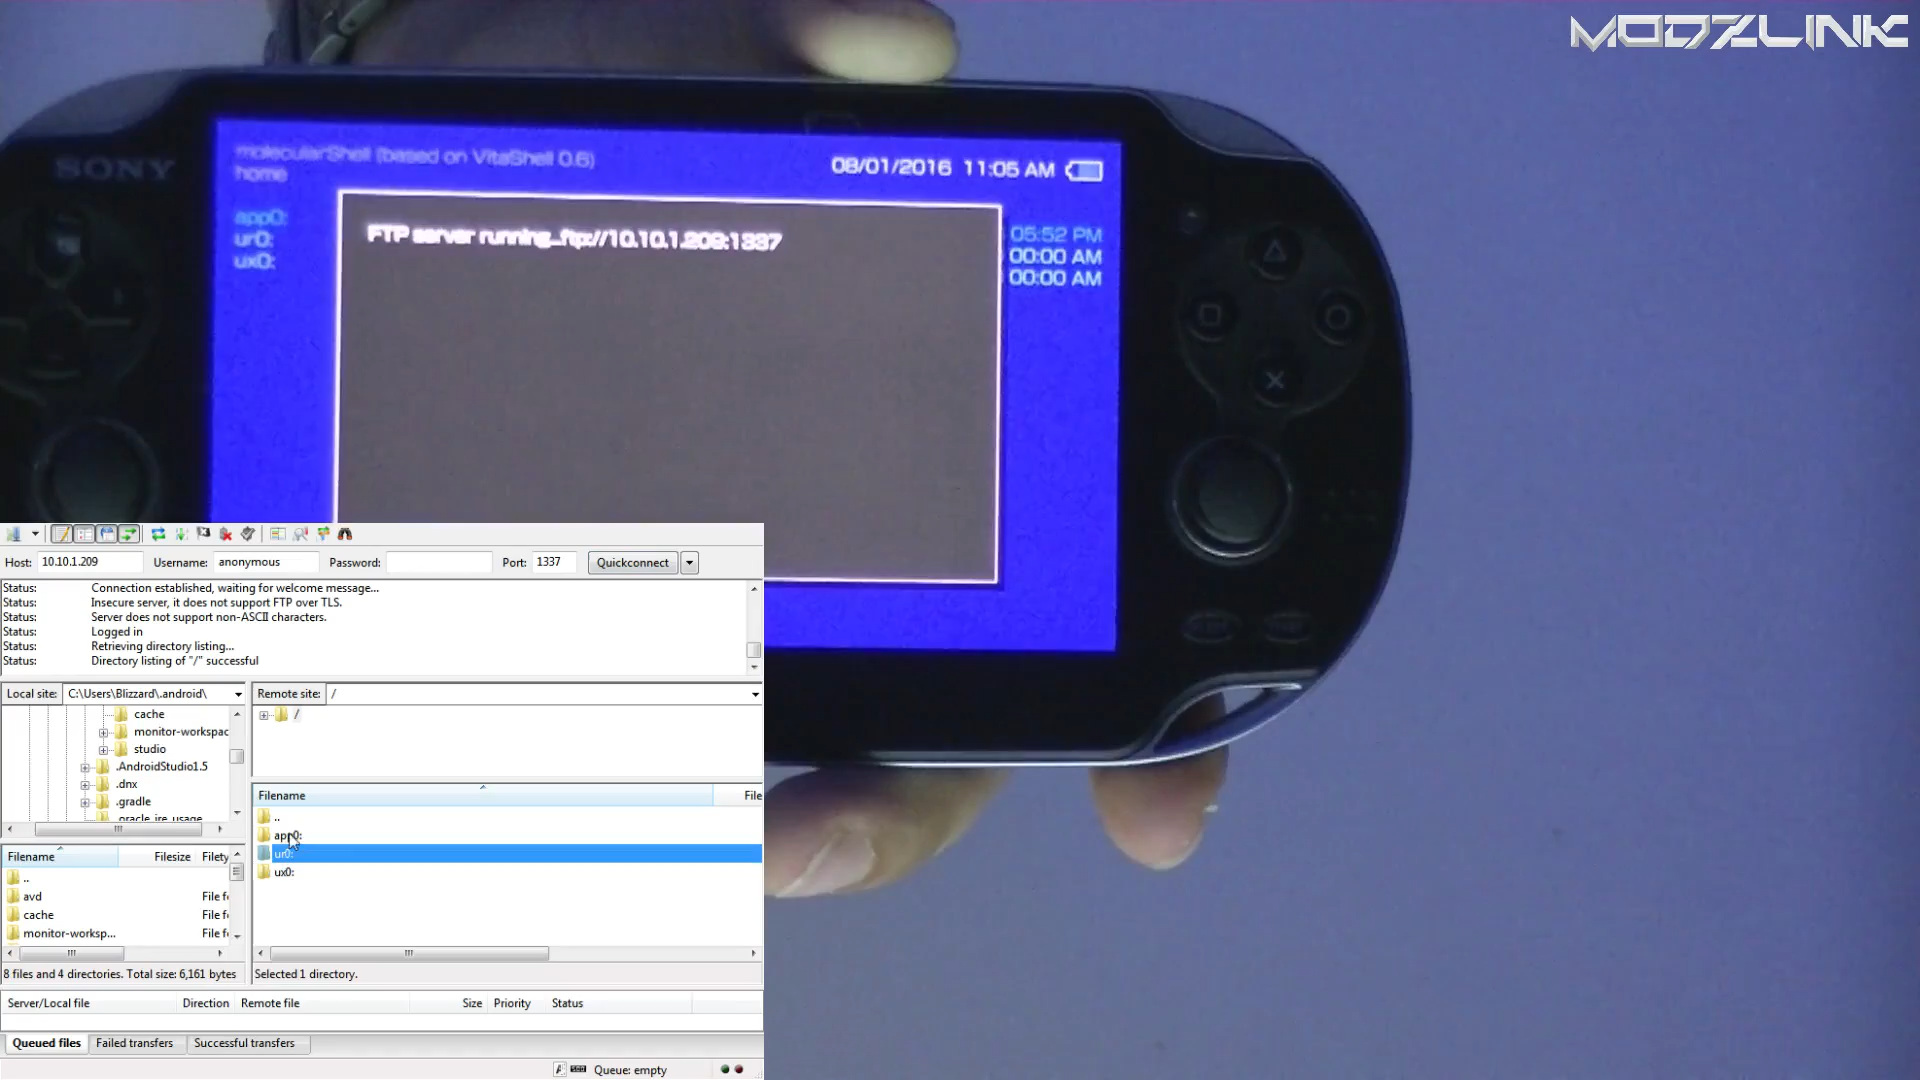 MODZLINK
SONY
molecularShell (based on VitaShell 0.6)
08/01/2016 11:05 AM
home
app0:
05:52 PM
ur0:
00:00 AM
ux0:
00:00 AM
FTP server running... ftp://10.10.1.209:1337
Host: 10.10.1.209 Username: anonymous Password: Port: 1337 Quickconnect
Status: Connection established, waiting for welcome message...
Status: Insecure server, it does not support FTP over TLS.
Status: Server does not support non-ASCII characters.
Status: Logged in
Status: Retrieving directory listing...
Status: Directory listing of "/" successful
Local site: C:\Users\Blizzard\.android\
Remote site: /
cache
monitor-workspac
studio
.AndroidStudio1.5
.dnx
.gradle
.oracle_jre_usage
/
Filename Filesize Filety
..
avd File f
cache File f
monitor-worksp... File f
8 files and 4 directories. Total size: 6,161 bytes
Filename File
..
app0:
ur0:
ux0:
Selected 1 directory.
Server/Local file Direction Remote file Size Priority Status
Queued files Failed transfers Successful transfers
Queue: empty